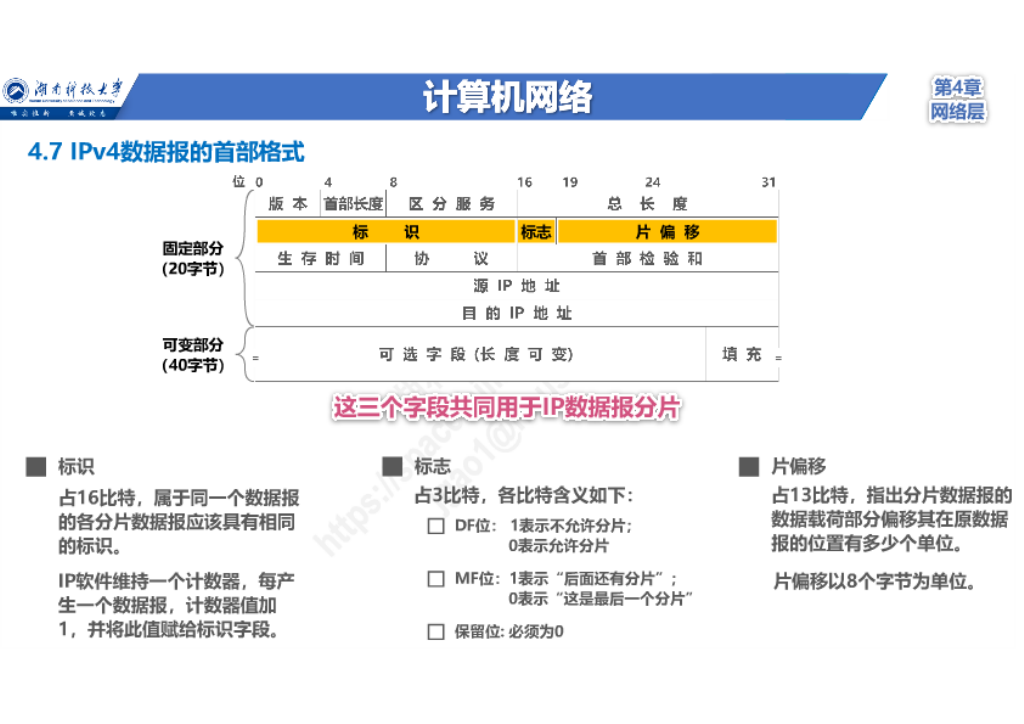 湖南科技大学
计算机网络
第4章
网络层
4.7 IPv4数据报的首部格式
位 0 4 8 16 19 24 31
版 本 首部长度 区 分 服 务 总 长 度
标 识 标志 片 偏 移
固定部分
(20字节)
生 存 时 间 协 议 首 部 检 验 和
源 IP 地 址
目 的 IP 地 址
可变部分
(40字节)
可 选 字 段 (长 度 可 变) 填 充
这三个字段共同用于IP数据报分片
标识
占16比特，属于同一个数据报
的各分片数据报应该具有相同
的标识。
IP软件维持一个计数器，每产
生一个数据报，计数器值加
1，并将此值赋给标识字段。
标志
占3比特，各比特含义如下：
DF位： 1表示不允许分片；
0表示允许分片
MF位：1表示“后面还有分片”；
0表示“这是最后一个分片”
保留位: 必须为0
片偏移
占13比特，指出分片数据报的
数据载荷部分偏移其在原数据
报的位置有多少个单位。
片偏移以8个字节为单位。